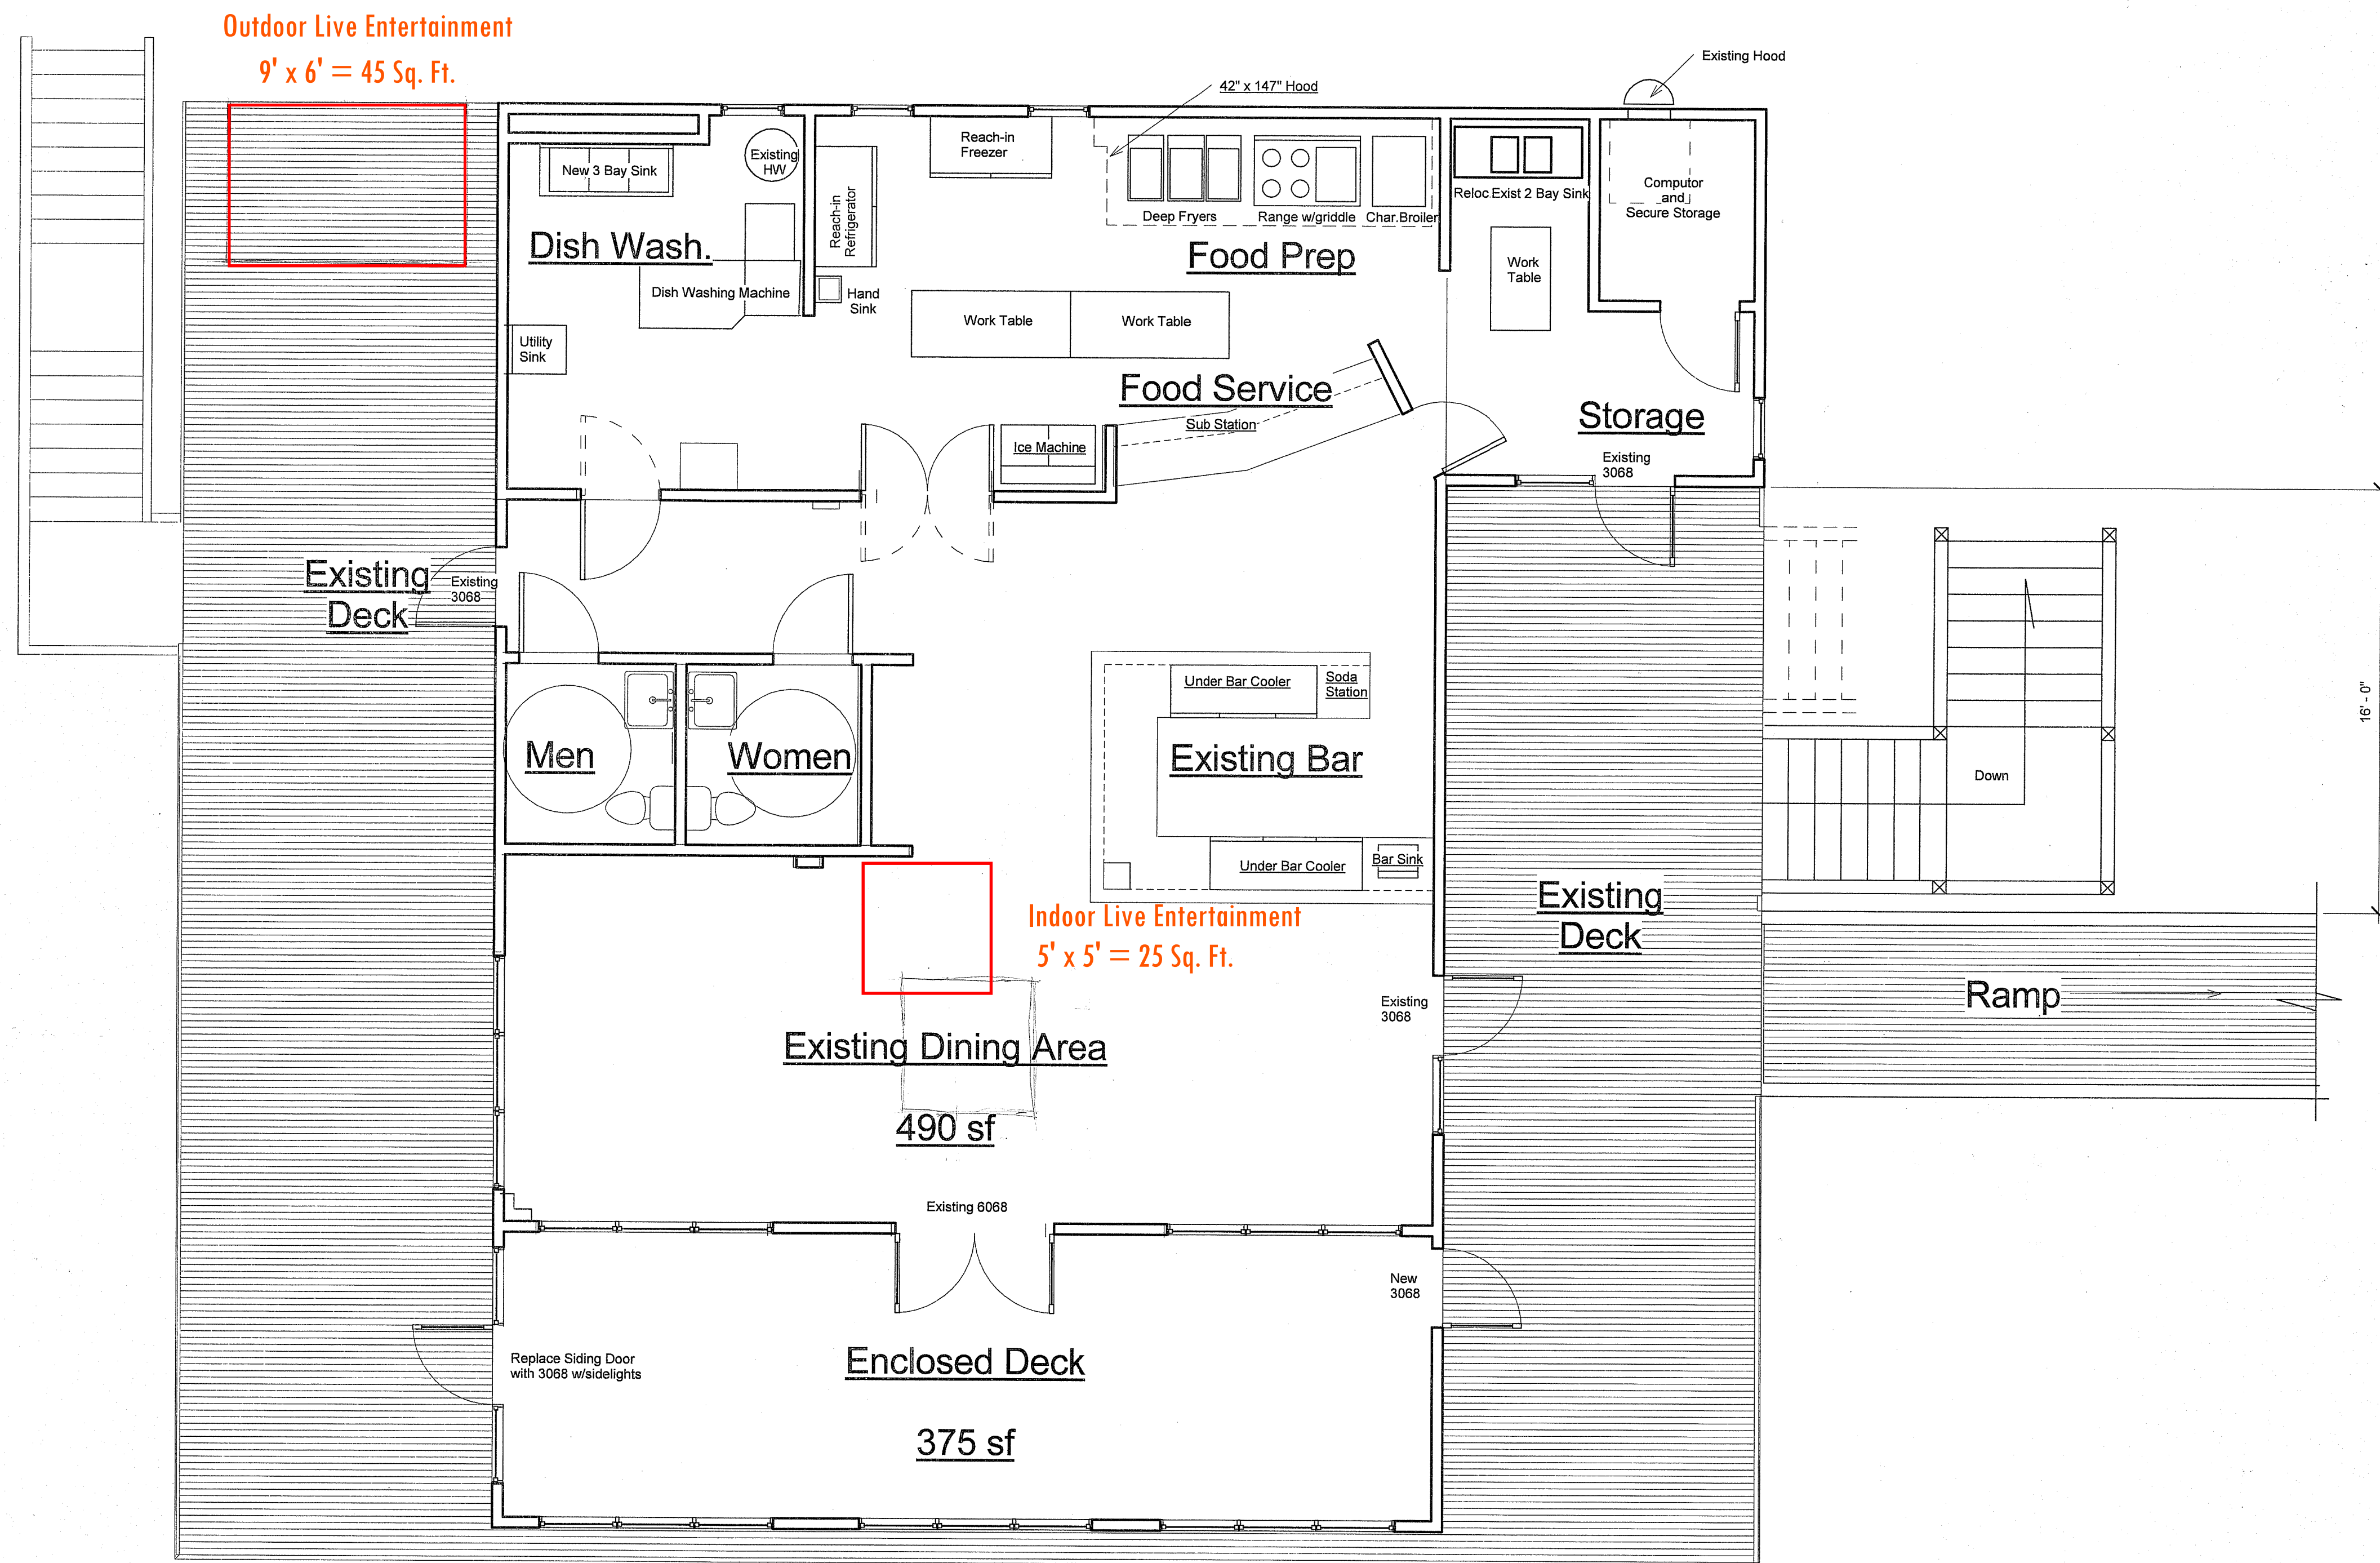 Outdoor Live Entertainment
9' x 6' = 45 Sq. Ft.
Existing Hood
42" x 147" Hood
Reach-in
Freezer
Existing
HW
New 3 Bay Sink
Reach-in
Refrigerator
Deep Fryers
Range w/griddle
Char.Broiler
Reloc.Exist 2 Bay Sink
Computor
and
Secure Storage
Dish Wash.
Food Prep
Work
Table
Dish Washing Machine
Hand
Sink
Work Table
Work Table
Utility
Sink
Food Service
Sub Station
Storage
Ice Machine
Existing
3068
Existing
Deck
Existing
3068
Under Bar Cooler
Soda
Station
Men
Women
Existing Bar
Down
16' - 0"
Under Bar Cooler
Bar Sink
Indoor Live Entertainment
5' x 5' = 25 Sq. Ft.
Existing
Deck
Ramp
Existing
3068
Existing Dining Area
490 sf
Existing 6068
New
3068
Replace Siding Door
with 3068 w/sidelights
Enclosed Deck
375 sf